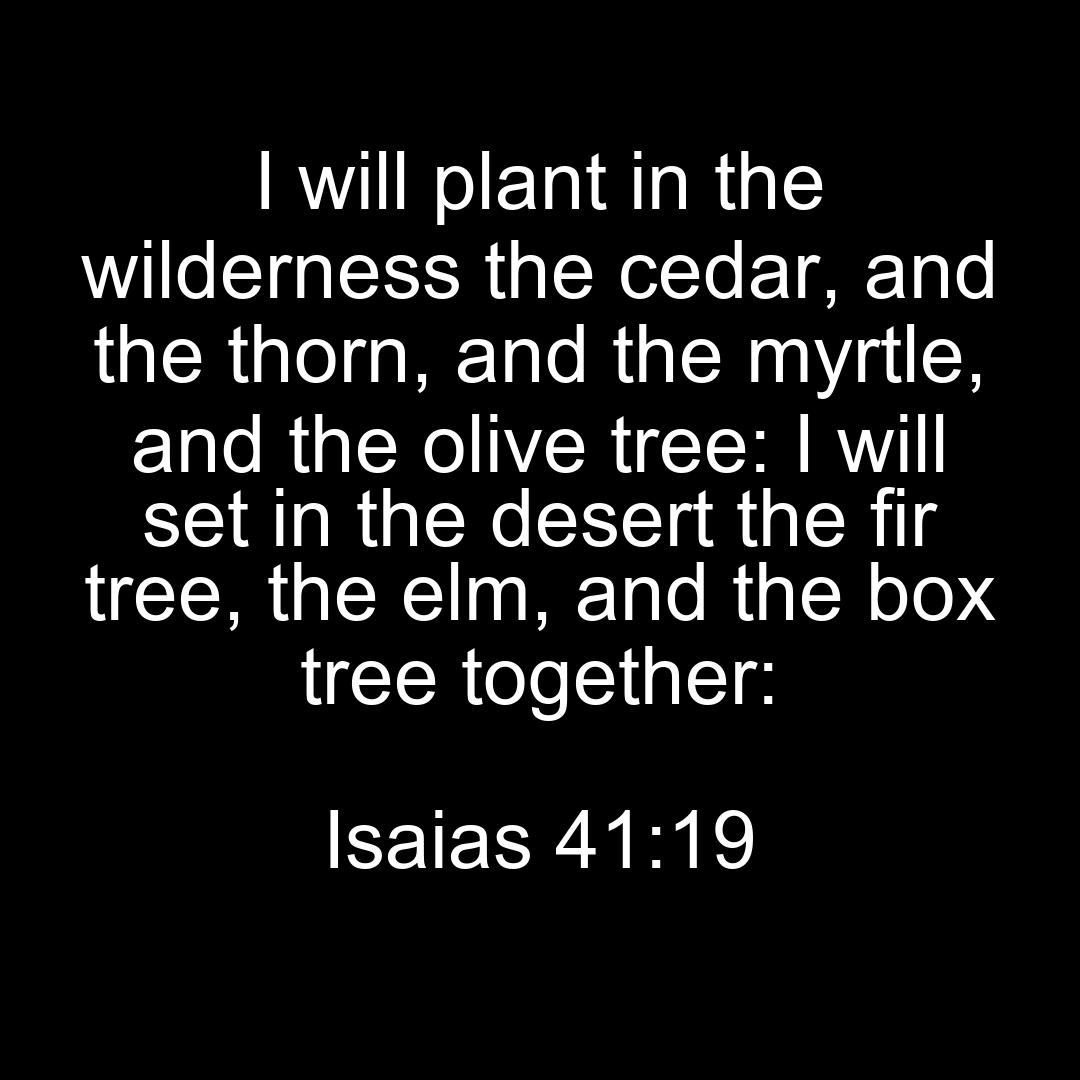 I will plant in the
wilderness the cedar, and
the thorn, and the myrtle,
and the olive tree: I will
set in the desert the fir
tree, the elm, and the box
tree together:
Isaias 41:19